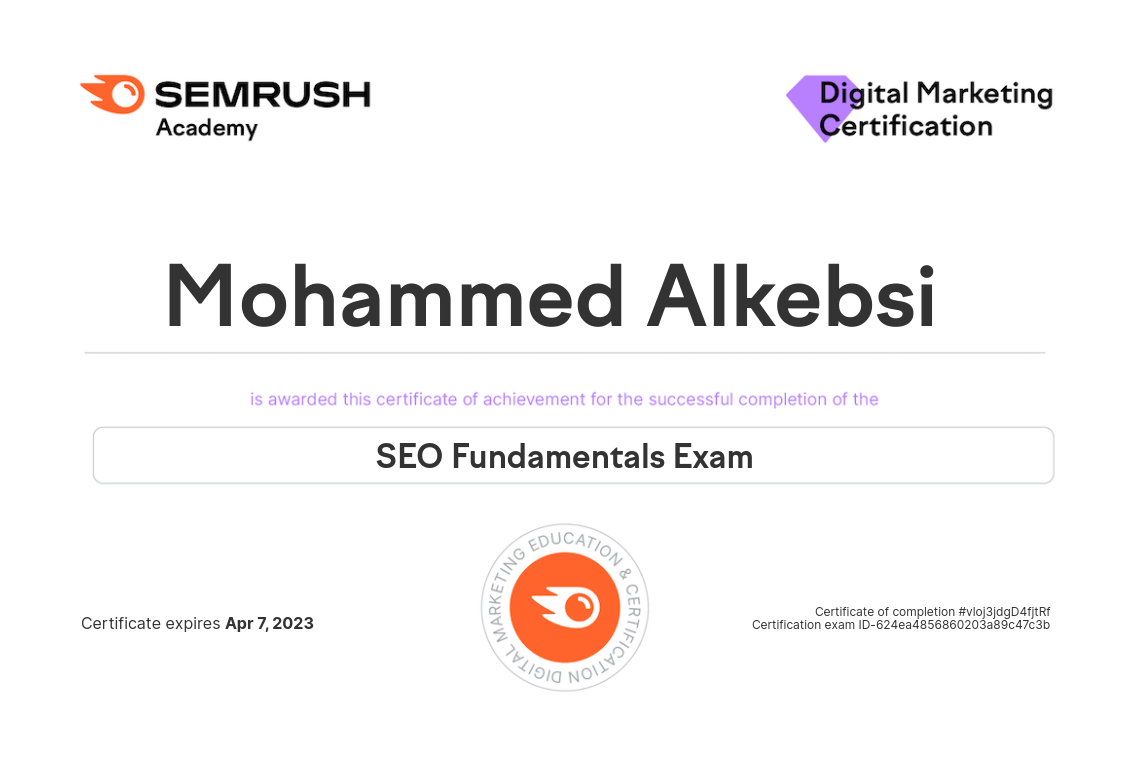 SEMRUSH
Academy
Digital Marketing
Certification
Mohammed Alkebsi
is awarded this certificate of achievement for the successful completion of the
SEO Fundamentals Exam
DIGITAL MARKETING EDUCATION & CERTIFICATION
Certificate expires Apr 7, 2023
Certificate of completion #vloj3jdgD4fjtRf
Certification exam ID-624ea4856860203a89c47c3b